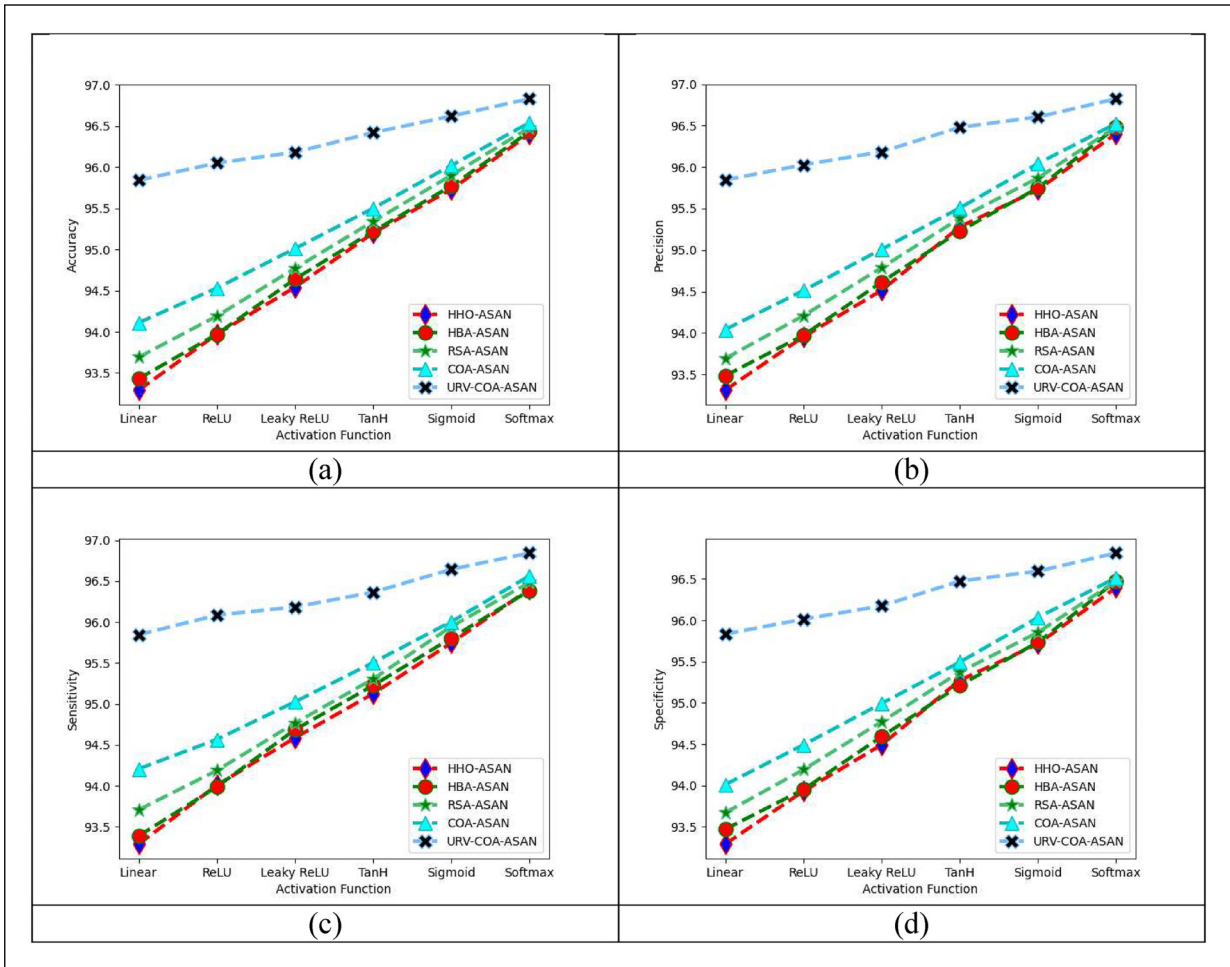 97.0
96.5
96.0
95.5
95.0
94.5
94.0
93.5
Accuracy
HHO-ASAN
HBA-ASAN
RSA-ASAN
COA-ASAN
URV-COA-ASAN
Linear ReLU Leaky ReLU TanH Sigmoid Softmax
Activation Function
(a)
97.0
96.5
96.0
95.5
95.0
94.5
94.0
93.5
Precision
HHO-ASAN
HBA-ASAN
RSA-ASAN
COA-ASAN
URV-COA-ASAN
Linear ReLU Leaky ReLU TanH Sigmoid Softmax
Activation Function
(b)
97.0
96.5
96.0
95.5
95.0
94.5
94.0
93.5
Sensitivity
HHO-ASAN
HBA-ASAN
RSA-ASAN
COA-ASAN
URV-COA-ASAN
Linear ReLU Leaky ReLU TanH Sigmoid Softmax
Activation Function
(c)
96.5
96.0
95.5
95.0
94.5
94.0
93.5
Specificity
HHO-ASAN
HBA-ASAN
RSA-ASAN
COA-ASAN
URV-COA-ASAN
Linear ReLU Leaky ReLU TanH Sigmoid Softmax
Activation Function
(d)